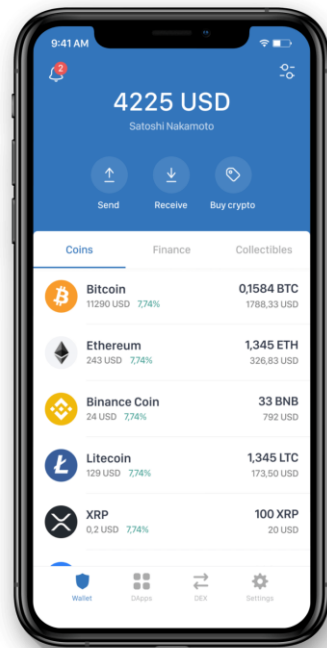 9:41 AM
2
4225 USD
Satoshi Nakamoto
Send Receive Buy crypto
Coins Finance Collectibles
Bitcoin 0,1584 BTC
11290 USD 7,74% 1788,33 USD
Ethereum 1,345 ETH
243 USD 7,74% 326,83 USD
Binance Coin 33 BNB
24 USD 7,74% 792 USD
Litecoin 1,345 LTC
129 USD 7,74% 173,50 USD
XRP 100 XRP
0,2 USD 7,74% 20 USD
Wallet DApps DEX Settings